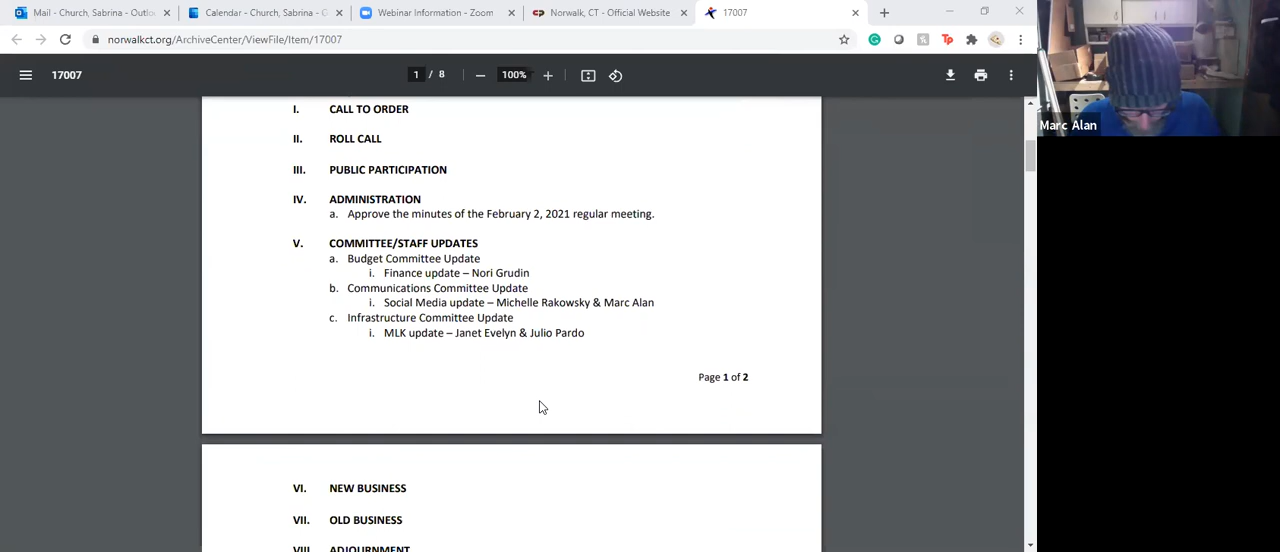 Mail - Church, Sabrina - Outlo
Calendar - Church, Sabrina - O
Webinar Information - Zoom
Norwalk, CT - Official Website
17007
norwalkct.org/ArchiveCenter/ViewFile/Item/17007
17007
1 / 8
100%
I. CALL TO ORDER
II. ROLL CALL
III. PUBLIC PARTICIPATION
IV. ADMINISTRATION
a. Approve the minutes of the February 2, 2021 regular meeting.
V. COMMITTEE/STAFF UPDATES
a. Budget Committee Update
i. Finance update – Nori Grudin
b. Communications Committee Update
i. Social Media update – Michelle Rakowsky & Marc Alan
c. Infrastructure Committee Update
i. MLK update – Janet Evelyn & Julio Pardo
Page 1 of 2
VI. NEW BUSINESS
VII. OLD BUSINESS
VIII. ADJOURNMENT
Marc Alan